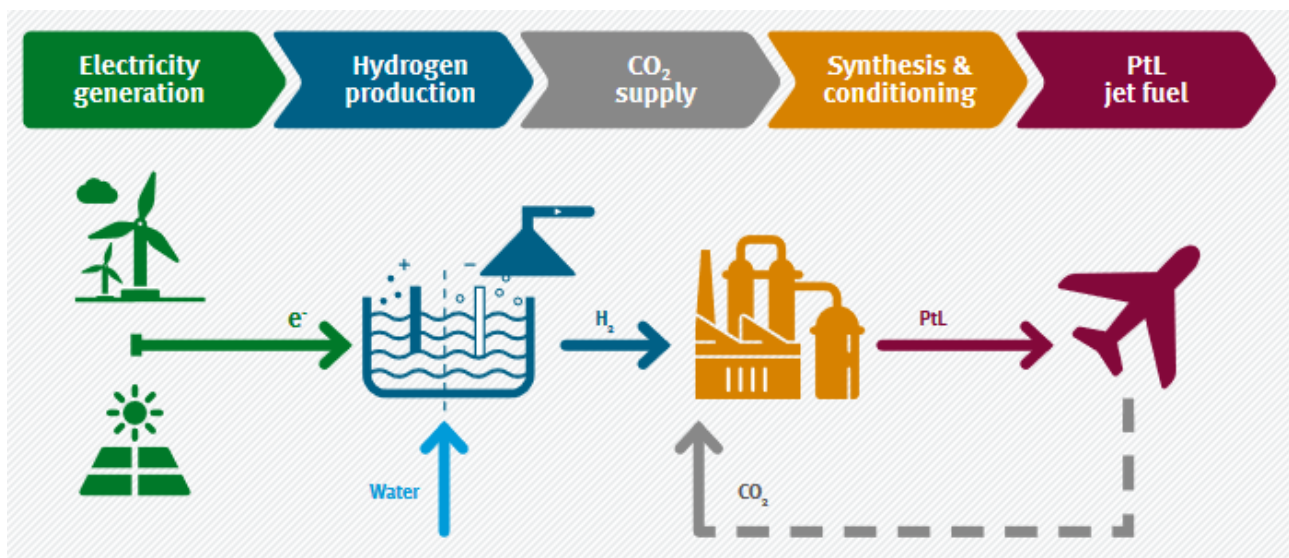 Electricity
generation
Hydrogen
production
CO₂
supply
Synthesis &
conditioning
PtL
jet fuel
+
−
e⁻
H₂
PtL
Water
CO₂